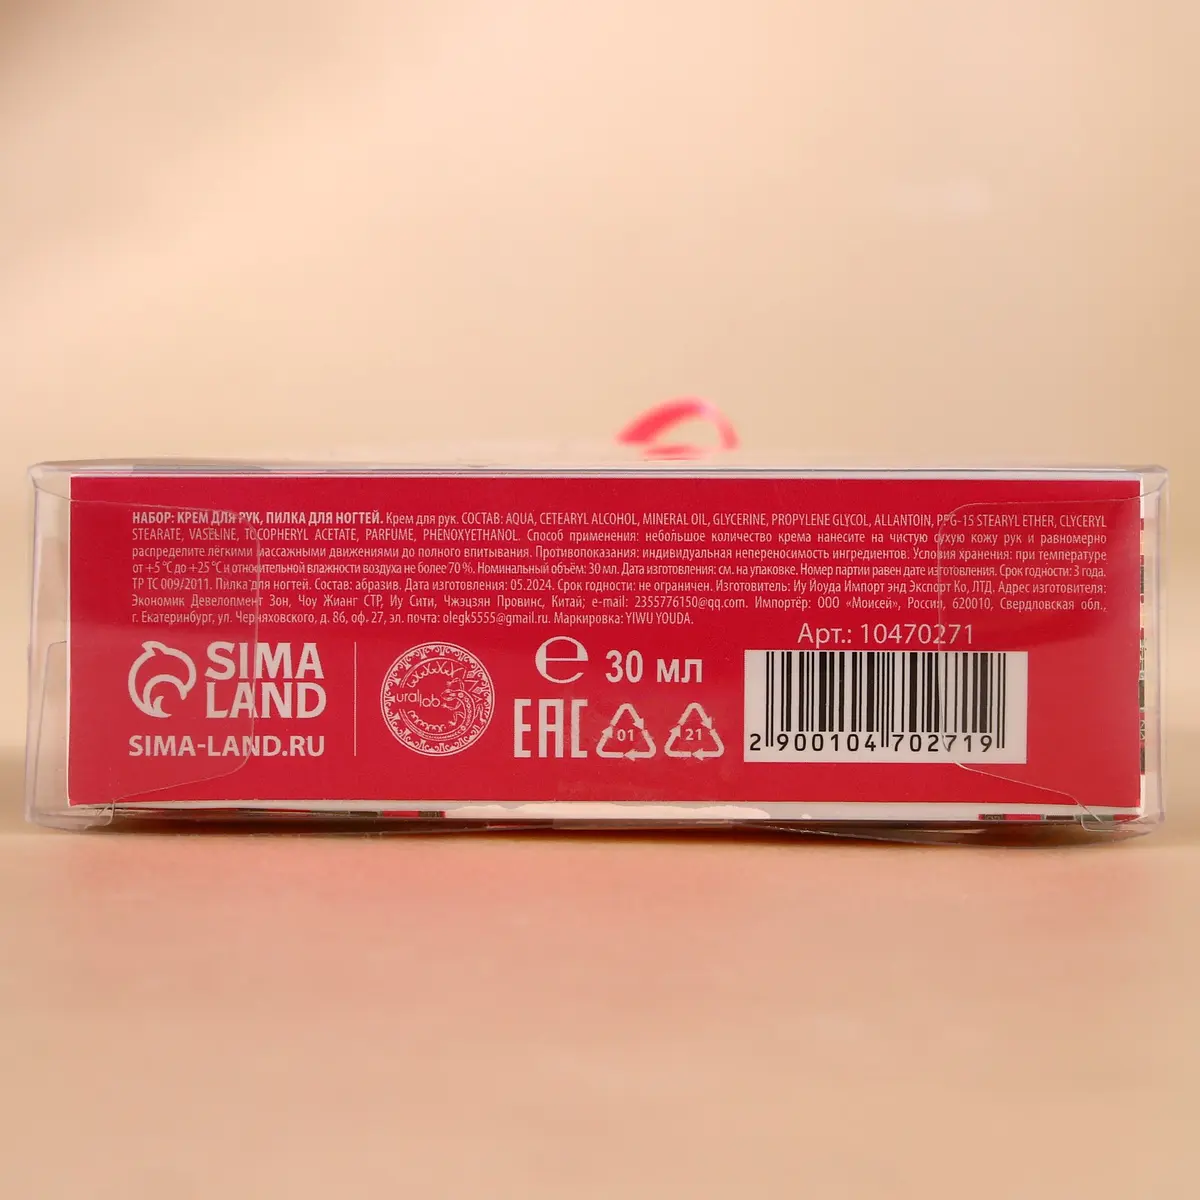 НАБОР: КРЕМ ДЛЯ РУК, ПИЛКА ДЛЯ НОГТЕЙ. Крем для рук. СОСТАВ: AQUA, CETEARYL ALCOHOL, MINERAL OIL, GLYCERINE, PROPYLENE GLYCOL, ALLANTOIN, PPG-15 STEARYL ETHER, GLYCERYL
STEARATE, VASELINE, TOCOPHERYL ACETATE, PARFUME, PHENOXYETHANOL. Способ применения: небольшое количество крема нанесите на чистую сухую кожу рук и равномерно
распределите лёгкими массажными движениями до полного впитывания. Противопоказания: индивидуальная непереносимость ингредиентов. Условия хранения: при температуре
от +5 °С до +25 °С и относительной влажности воздуха не более 70 %. Номинальный объём: 30 мл. Дата изготовления: см. на упаковке. Номер партии равен дате изготовления. Срок годности: 3 года.
ТР ТС 009/2011. Пилка для ногтей. Состав: абразив. Дата изготовления: 05.2024. Срок годности: не ограничен. Изготовитель: Иу Йоуда Импорт энд Экспорт Ко, ЛТД. Адрес изготовителя:
Экономик Девелопмент Зон, Чоу Жианг СТР, Иу Сити, Чжэцзян Провинс, Китай; e-mail: 2355776150@qq.com. Импортёр: ООО «Моисей», Россия, 620010, Свердловская обл.,
г. Екатеринбург, ул. Черняховского, д. 86, оф. 27, эл. почта: olegk5555@gmail.ru. Маркировка: YIWU YOUDA.
SIMA
LAND
SIMA-LAND.RU
ural lab
e 30 мл
EAC 01 21
Арт.: 10470271
2 900104 702719